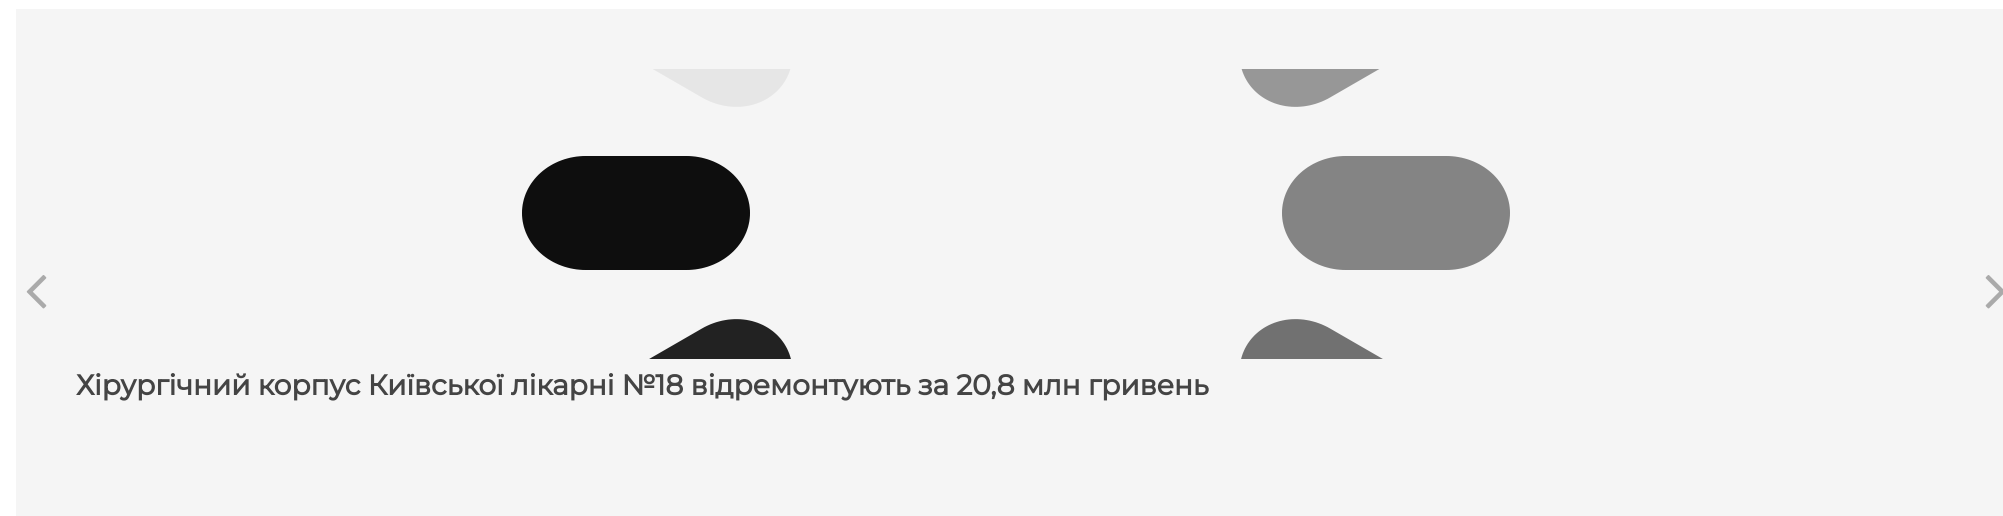 Хірургічний корпус Київської лікарні №18 відремонтують за 20,8 млн гривень